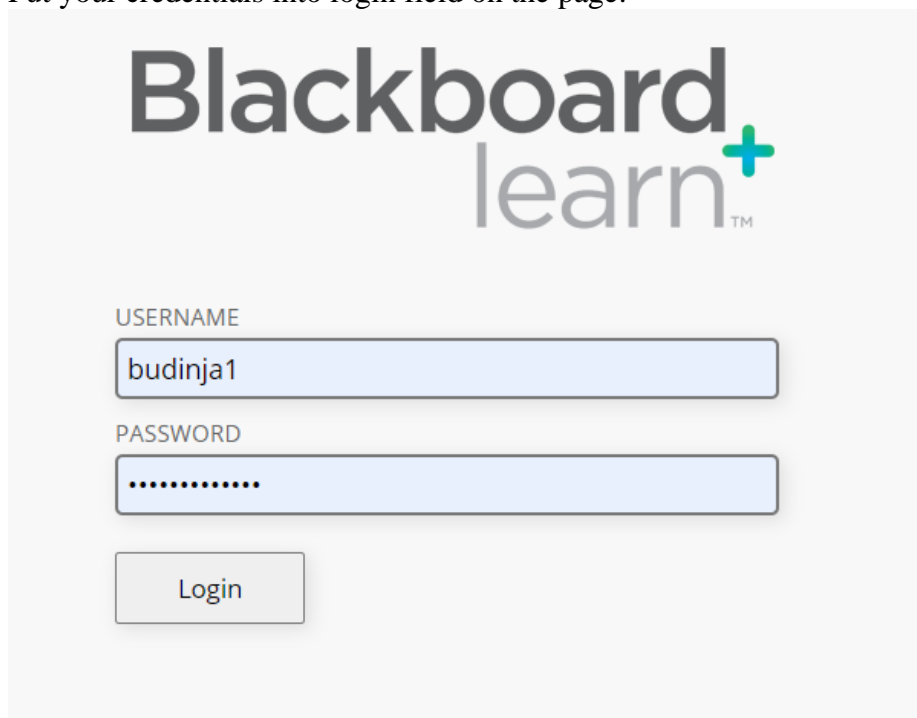 Put your credentials into login field on the page.
Blackboard
learn+™
USERNAME
budinja1
PASSWORD
•••••••••••••
Login